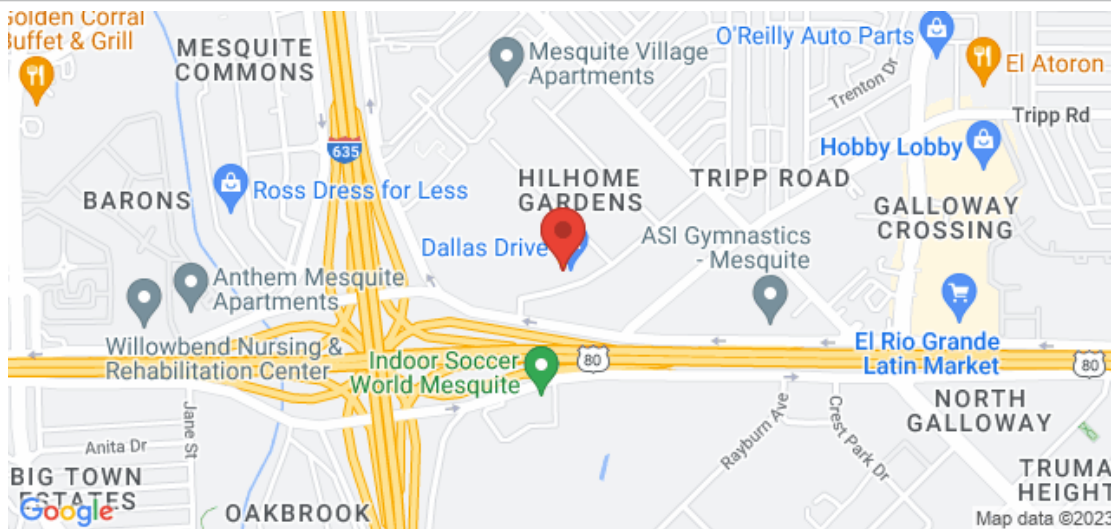 Golden Corral
Buffet & Grill
MESQUITE
COMMONS
635
Mesquite Village
Apartments
O'Reilly Auto Parts
El Atoron
Trenton Dr
Tripp Rd
Hobby Lobby
BARONS
Ross Dress for Less
HILHOME
GARDENS
TRIPP ROAD
GALLOWAY
CROSSING
Dallas Drive
ASI Gymnastics
- Mesquite
Anthem Mesquite
Apartments
Willowbend Nursing &
Rehabilitation Center
Indoor Soccer
World Mesquite
80
El Rio Grande
Latin Market
80
NORTH
GALLOWAY
Jane St
Anita Dr
Rayburn Ave
Crest Park Dr
BIG TOWN
ESTATES
OAKBROOK
TRUMA
HEIGHT
Google
Map data ©2023